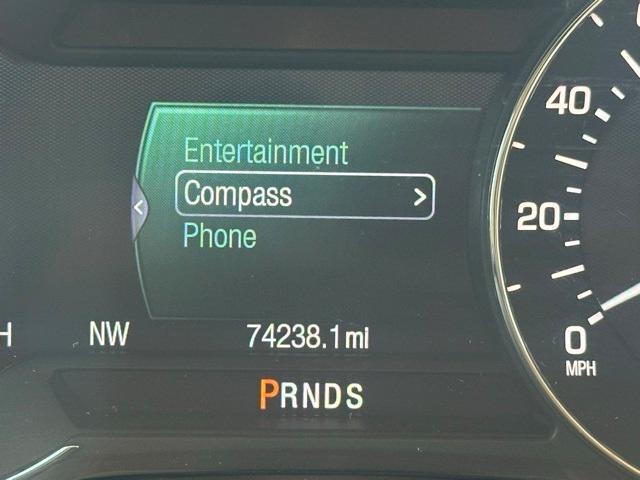 Entertainment
Compass >
<
Phone
40
20
0
MPH
H NW 74238.1 mi
PRNDS